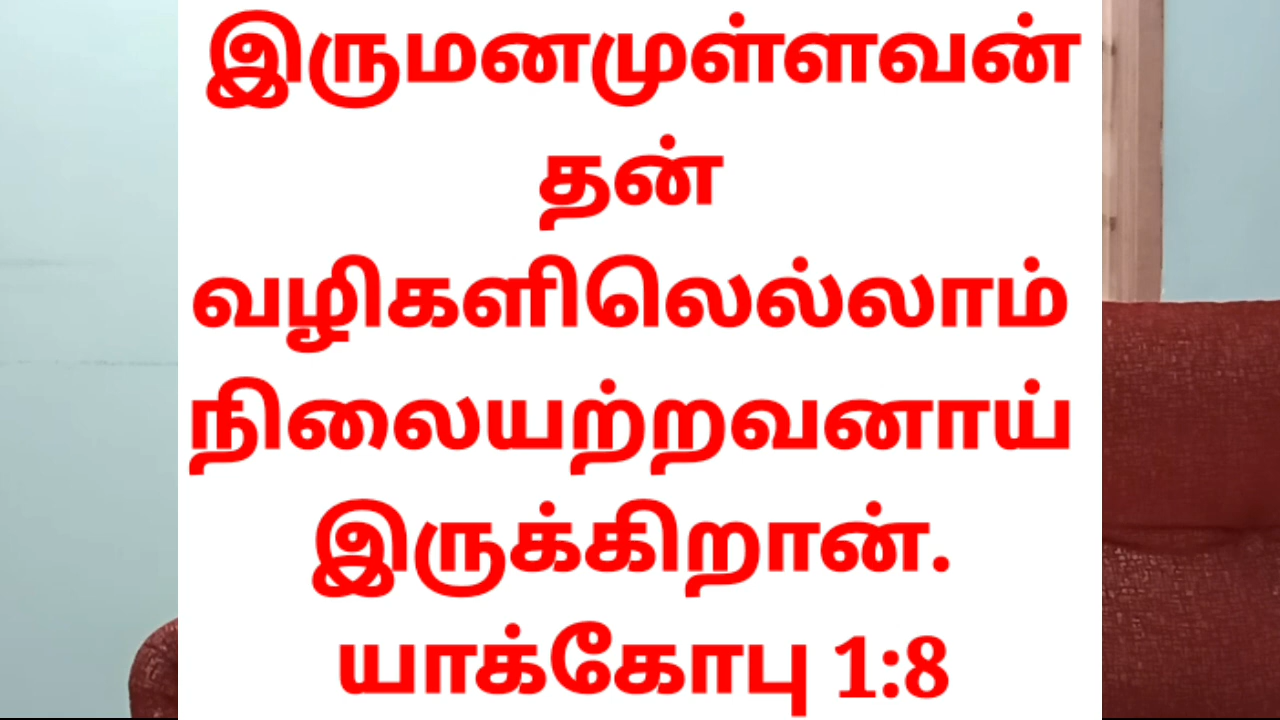 இருமனமுள்ளவன்
தன்
வழிகளிலெல்லாம்
நிலையற்றவனாய்
இருக்கிறான்.
யாக்கோபு 1:8